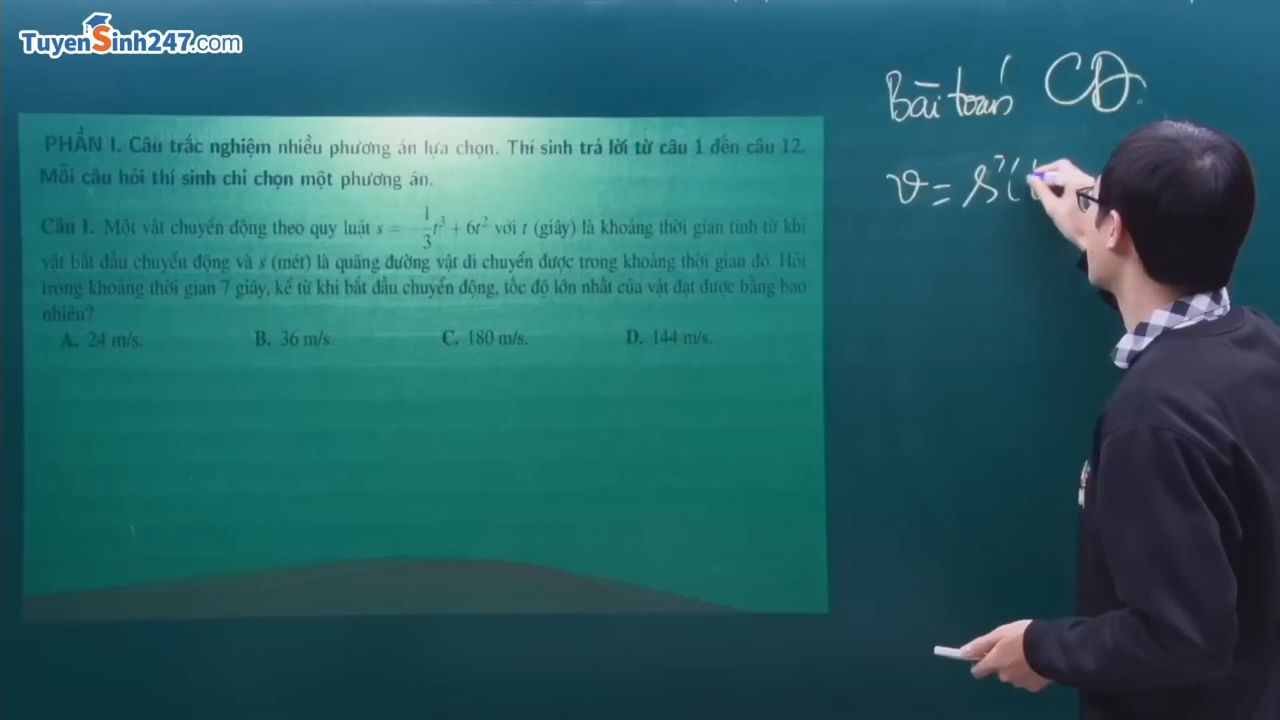 TuyenSinh247.com
Bài toán CĐ.
v = s'(t
PHẦN I. Câu trắc nghiệm nhiều phương án lựa chọn. Thí sinh trả lời từ câu 1 đến câu 12.
Mỗi câu hỏi thí sinh chỉ chọn một phương án.
Câu 1. Một vật chuyển động theo quy luật s = -\frac{1}{3}t³ + 6t² với t (giây) là khoảng thời gian tính từ khi
vật bắt đầu chuyển động và s (mét) là quãng đường vật di chuyển được trong khoảng thời gian đó. Hỏi
trong khoảng thời gian 7 giây, kể từ khi bắt đầu chuyển động, tốc độ lớn nhất của vật đạt được bằng bao
nhiêu?
A. 24 m/s. B. 36 m/s. C. 180 m/s. D. 144 m/s.